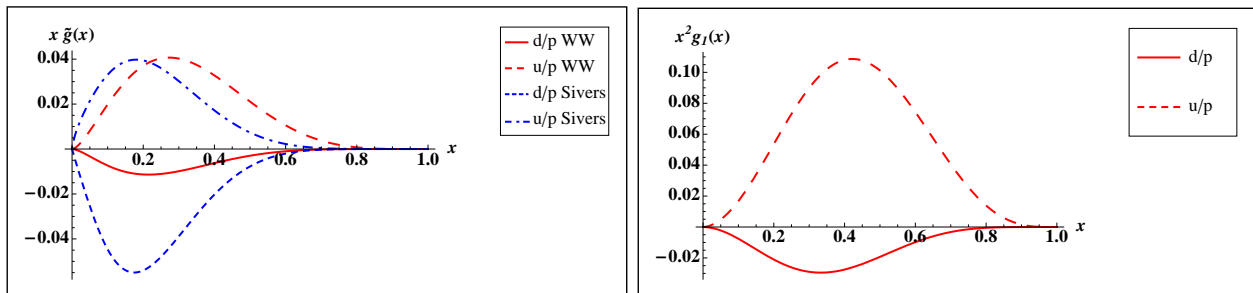 x g̃(x)
0.04
0.02
−0.02
−0.04
0.2 0.4 0.6 0.8 1.0 x
d/p WW
u/p WW
d/p Sivers
u/p Sivers
x²g₁(x)
0.10
0.08
0.06
0.04
0.02
−0.02
0.2 0.4 0.6 0.8 1.0 x
d/p
u/p